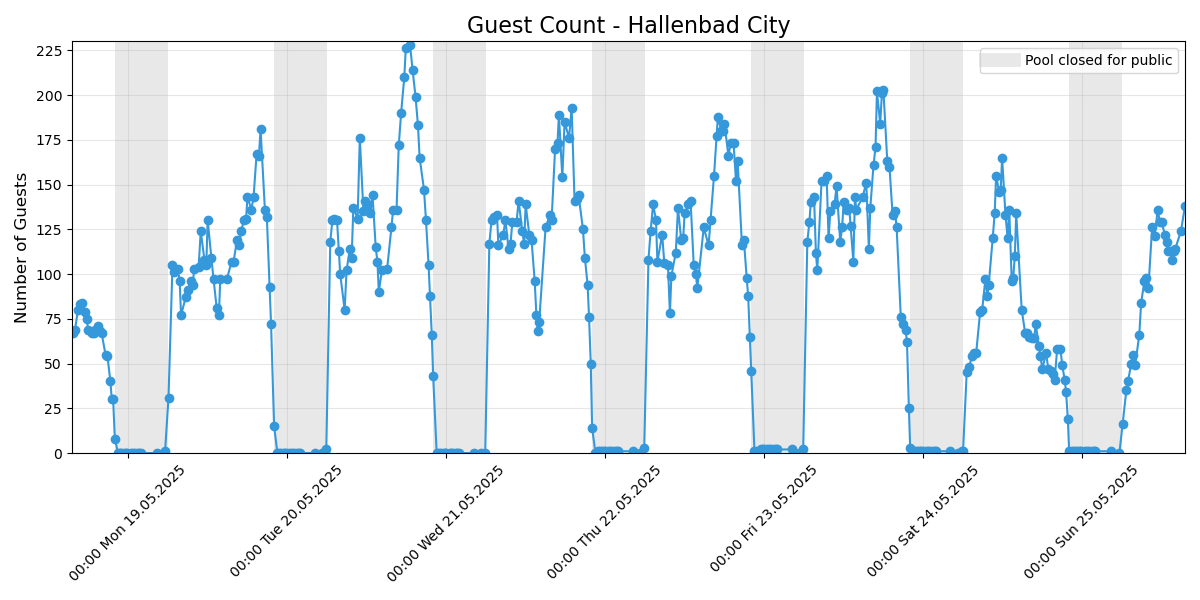 Guest Count - Hallenbad City
Pool closed for public
Number of Guests
225
200
175
150
125
100
75
50
25
0
00:00 Mon 19.05.2025
00:00 Tue 20.05.2025
00:00 Wed 21.05.2025
00:00 Thu 22.05.2025
00:00 Fri 23.05.2025
00:00 Sat 24.05.2025
00:00 Sun 25.05.2025